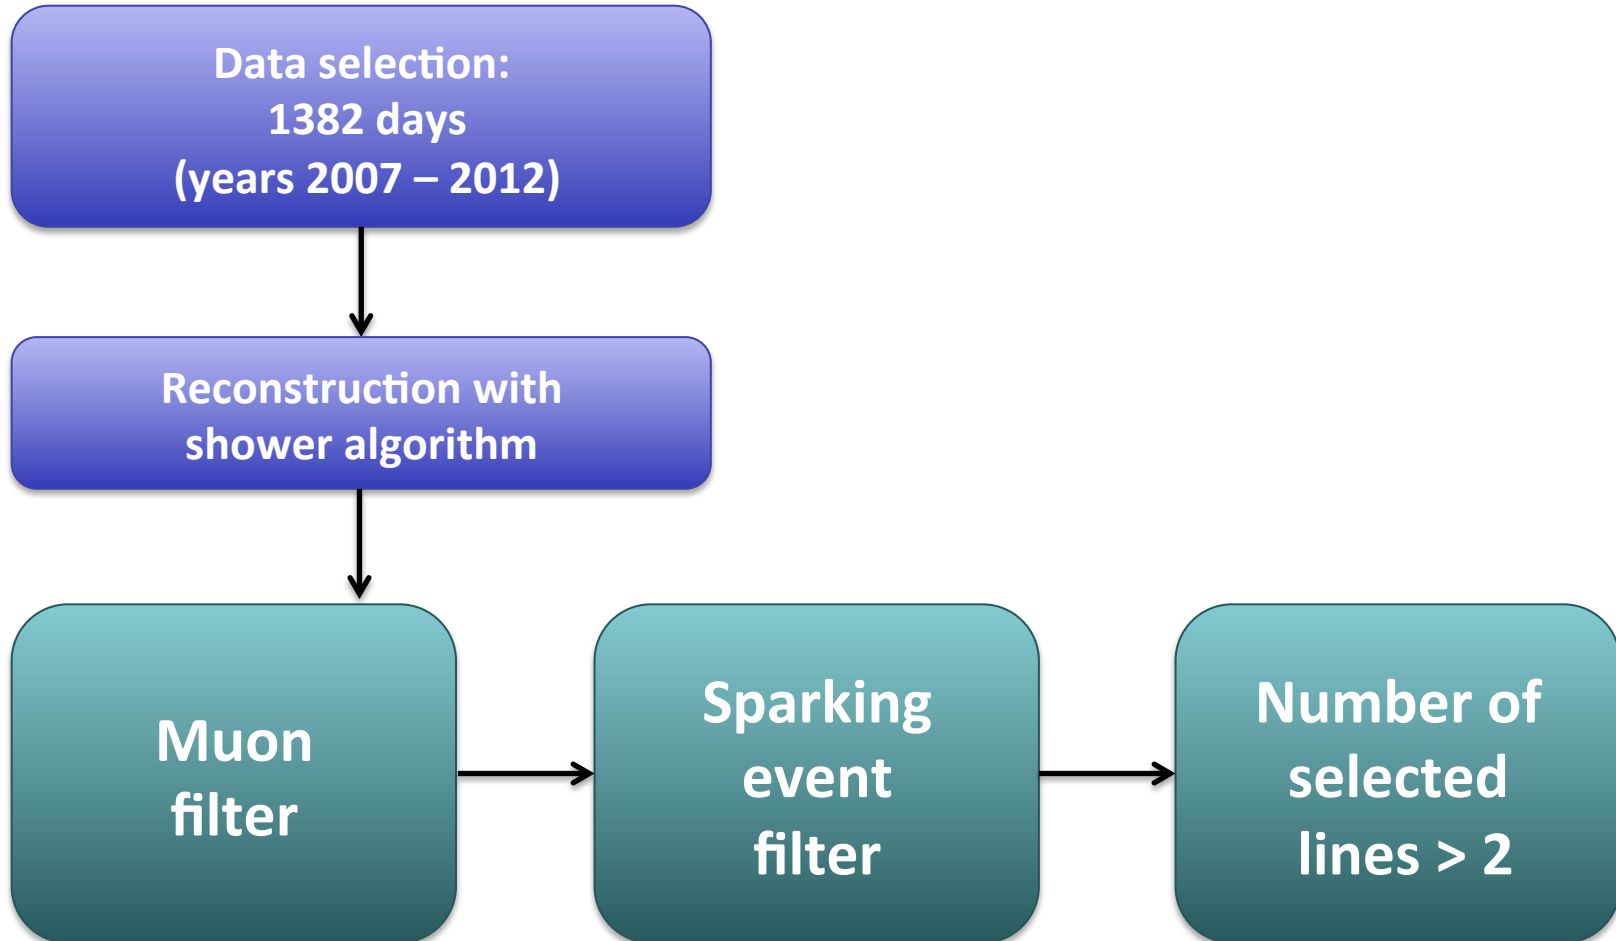 Data selection:
1382 days
(years 2007 – 2012)
Reconstruction with
shower algorithm
Muon
filter
Sparking
event
filter
Number of
selected
lines > 2